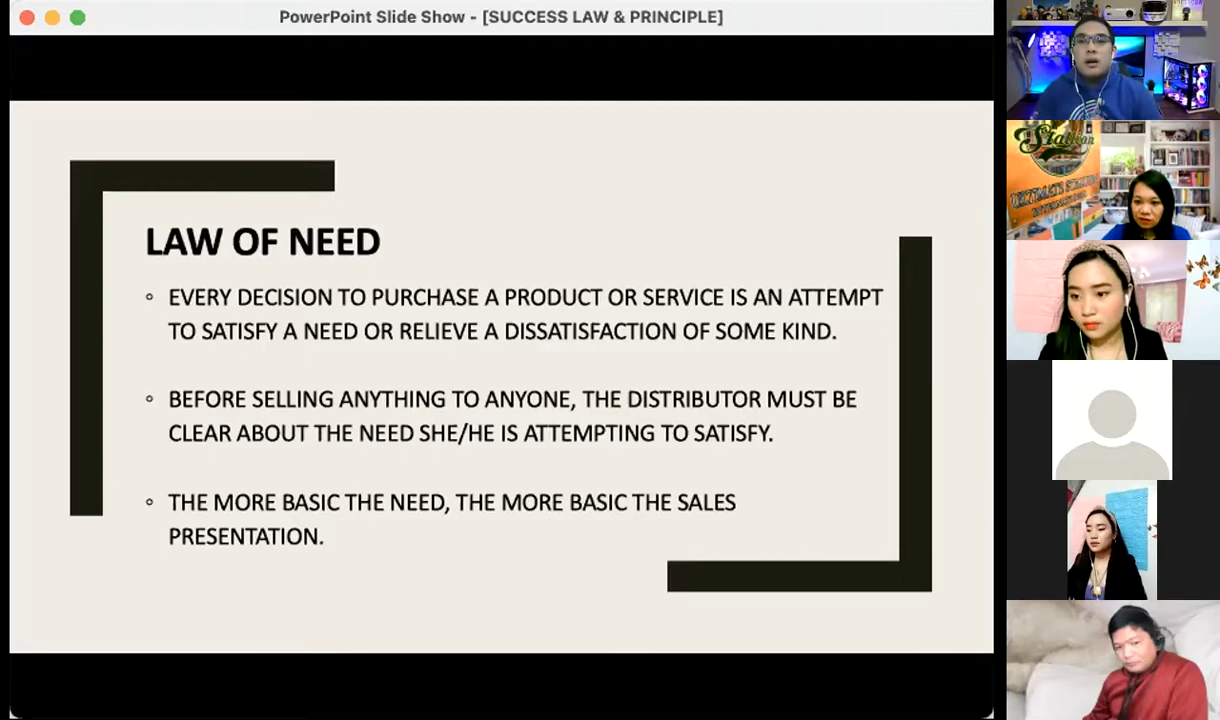 PowerPoint Slide Show - [SUCCESS LAW & PRINCIPLE]
LAW OF NEED
◦ EVERY DECISION TO PURCHASE A PRODUCT OR SERVICE IS AN ATTEMPT
TO SATISFY A NEED OR RELIEVE A DISSATISFACTION OF SOME KIND.
◦ BEFORE SELLING ANYTHING TO ANYONE, THE DISTRIBUTOR MUST BE
CLEAR ABOUT THE NEED SHE/HE IS ATTEMPTING TO SATISFY.
◦ THE MORE BASIC THE NEED, THE MORE BASIC THE SALES
PRESENTATION.